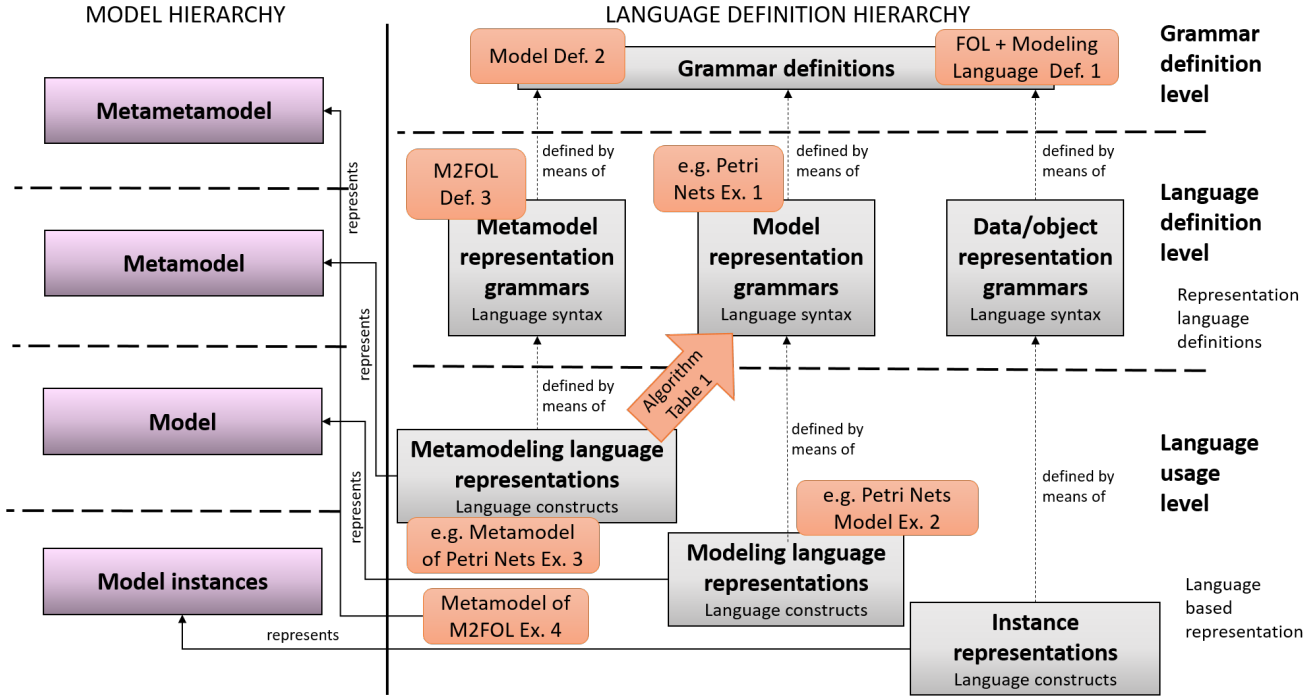 MODEL HIERARCHY
LANGUAGE DEFINITION HIERARCHY
Metametamodel
Metamodel
Model
Model instances
represents
represents
represents
represents
Model Def. 2
Grammar definitions
FOL + Modeling
Language Def. 1
Grammar
definition
level
defined by
means of
defined by
means of
defined by
means of
M2FOL
Def. 3
e.g. Petri
Nets Ex. 1
Metamodel
representation
grammars
Language syntax
Model
representation
grammars
Language syntax
Data/object
representation
grammars
Language syntax
Language
definition
level
Representation
language
definitions
defined by
means of
Algorithm
Table 1
defined by
means of
defined by
means of
Metamodeling language
representations
Language constructs
e.g. Metamodel
of Petri Nets Ex. 3
Metamodel of
M2FOL Ex. 4
e.g. Petri Nets
Model Ex. 2
Modeling language
representations
Language constructs
Instance
representations
Language constructs
Language
usage
level
Language
based
representation